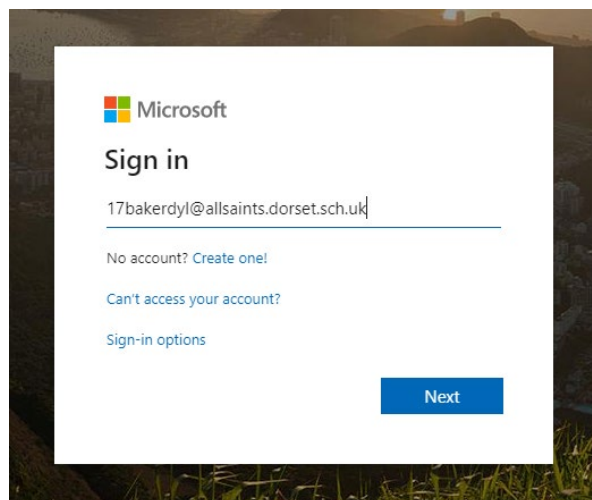 Microsoft
Sign in
17bakerdyl@allsaints.dorset.sch.uk
No account? Create one!
Can't access your account?
Sign-in options
Next